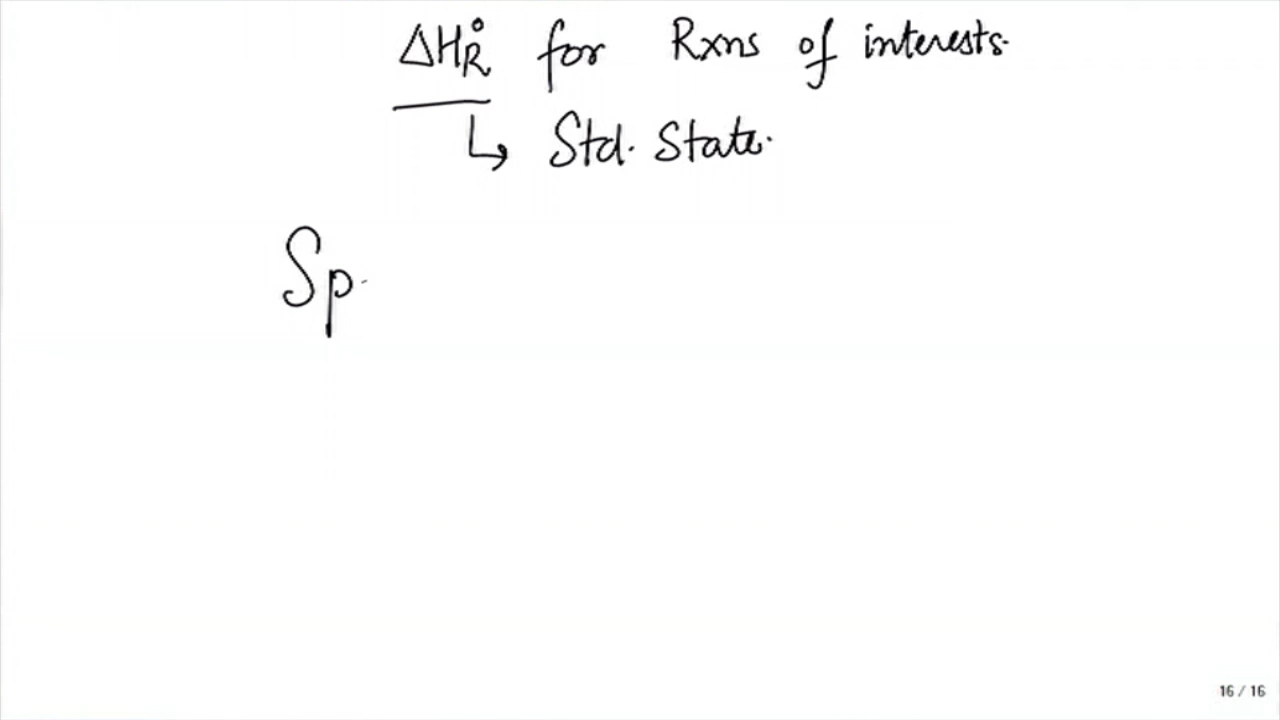 ΔH°R for Rxns of interests.
↳ Std. State.
Sp.
16 / 16